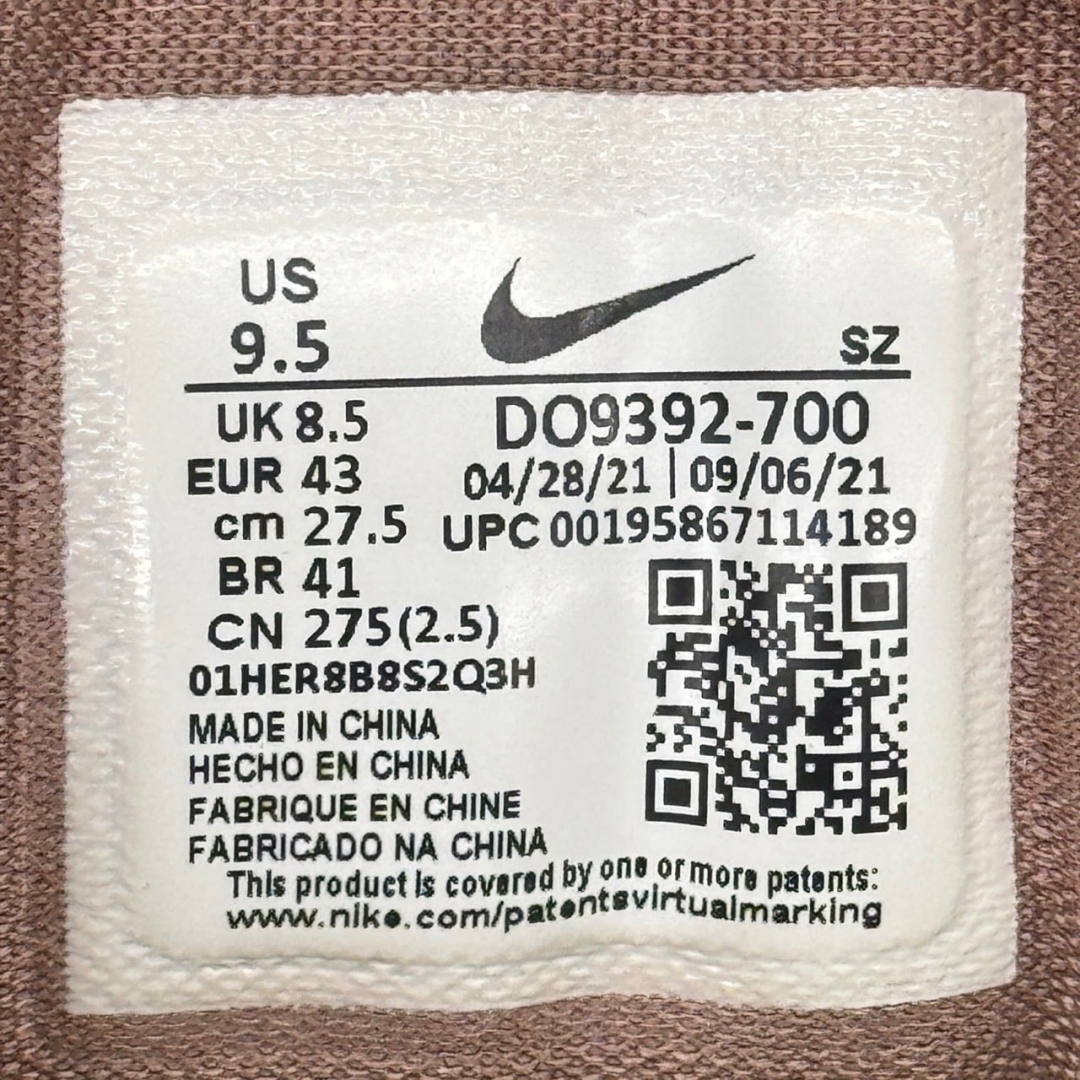 US
9.5
SZ
UK 8.5
DO9392-700
EUR 43
04/28/21 | 09/06/21
cm 27.5
UPC 00195867114189
BR 41
CN 275(2.5)
01HER8B8S2Q3H
MADE IN CHINA
HECHO EN CHINA
FABRIQUE EN CHINE
FABRICADO NA CHINA
This product is covered by one or more patents:
www.nike.com/patentsvirtualmarking